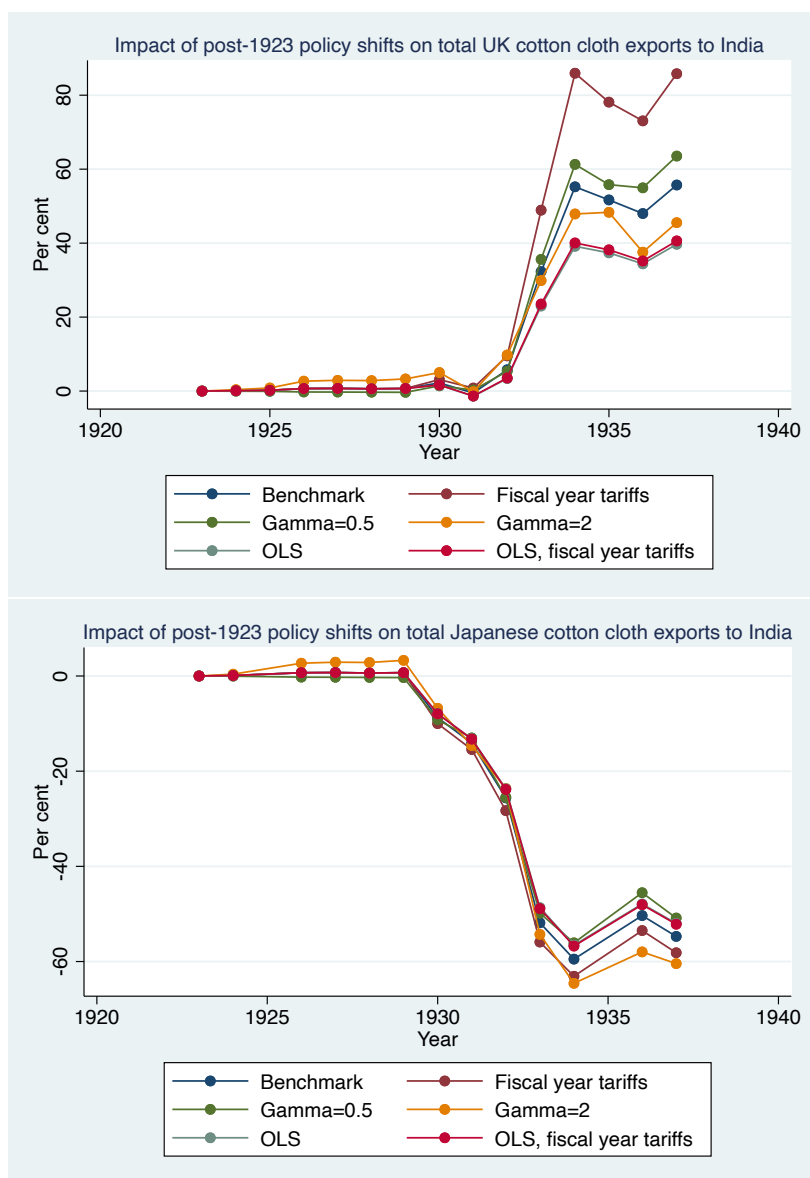 Impact of post-1923 policy shifts on total UK cotton cloth exports to India
80
60
40
20
0
Per cent
1920 1925 1930 1935 1940
Year
Benchmark Fiscal year tariffs
Gamma=0.5 Gamma=2
OLS OLS, fiscal year tariffs
Impact of post-1923 policy shifts on total Japanese cotton cloth exports to India
0
-20
-40
-60
Per cent
1920 1925 1930 1935 1940
Year
Benchmark Fiscal year tariffs
Gamma=0.5 Gamma=2
OLS OLS, fiscal year tariffs